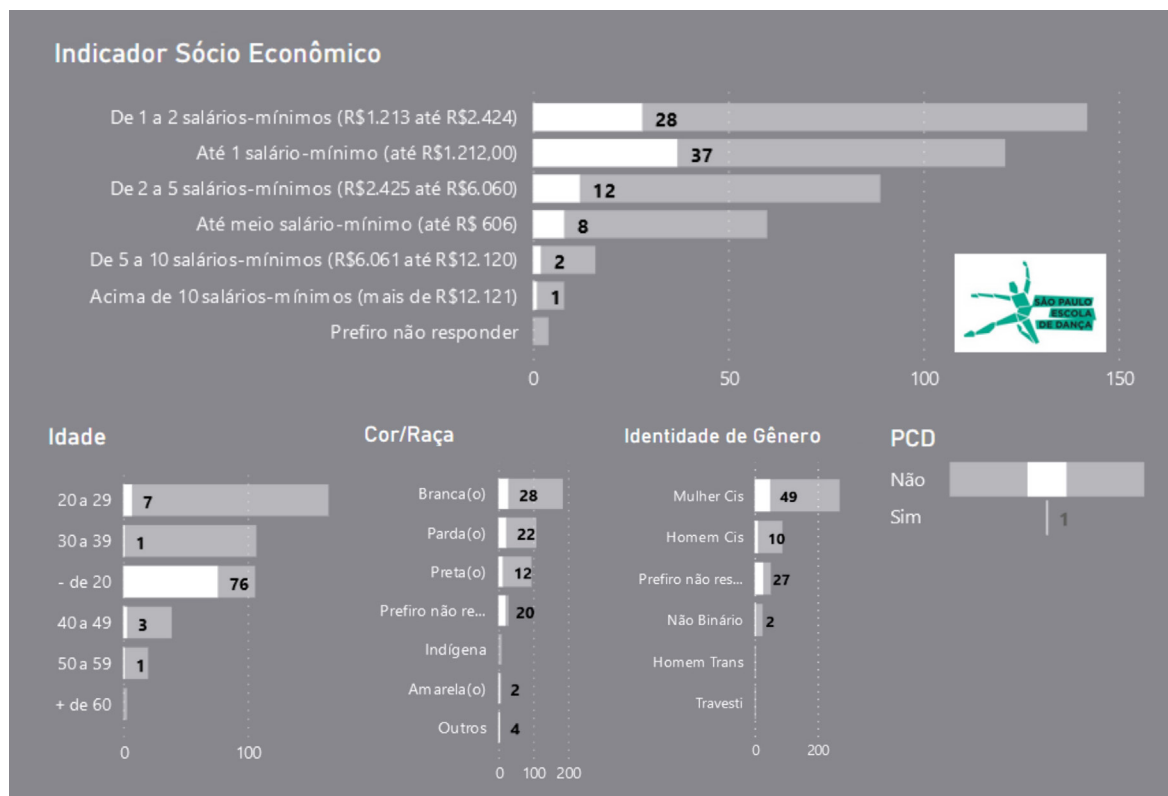 Indicador Sócio Econômico
De 1 a 2 salários-mínimos (R$1.213 até R$2.424) 28
Até 1 salário-mínimo (até R$1.212,00) 37
De 2 a 5 salários-mínimos (R$2.425 até R$6.060) 12
Até meio salário-mínimo (até R$ 606) 8
De 5 a 10 salários-mínimos (R$6.061 até R$12.120) 2
Acima de 10 salários-mínimos (mais de R$12.121) 1
Prefiro não responder
0 50 100 150
SÃO PAULO
ESCOLA
DE DANÇA
Idade
20 a 29 7
30 a 39 1
- de 20 76
40 a 49 3
50 a 59 1
+ de 60
0 100
Cor/Raça
Branca(o) 28
Parda(o) 22
Preta(o) 12
Prefiro não re... 20
Indígena
Amarela(o) 2
Outros 4
0 100 200
Identidade de Gênero
Mulher Cis 49
Homem Cis 10
Prefiro não res... 27
Não Binário 2
Homem Trans
Travesti
0 200
PCD
Não
Sim 1